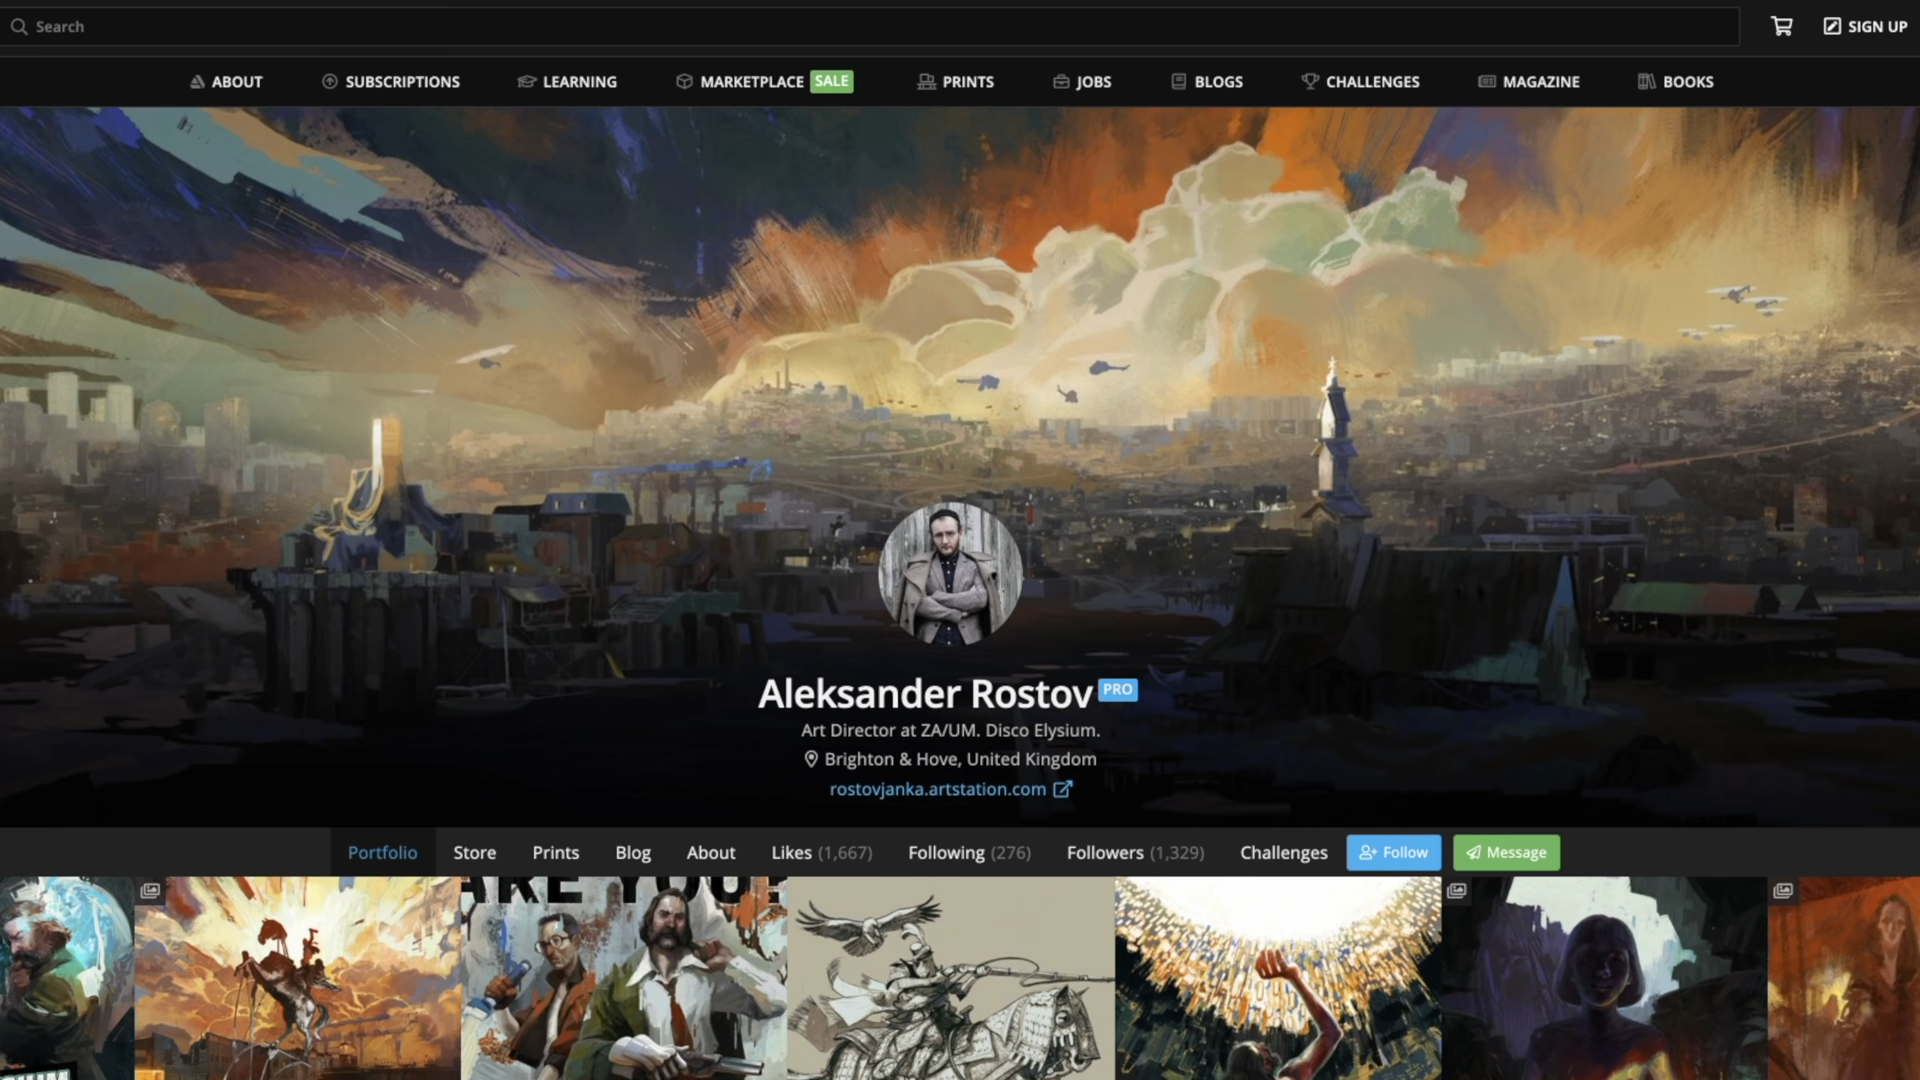 Search
SIGN UP
ABOUT
SUBSCRIPTIONS
LEARNING
MARKETPLACE SALE
PRINTS
JOBS
BLOGS
CHALLENGES
MAGAZINE
BOOKS
Aleksander Rostov PRO
Art Director at ZA/UM. Disco Elysium.
Brighton & Hove, United Kingdom
rostovjanka.artstation.com
Portfolio
Store
Prints
Blog
About
Likes (1,667)
Following (276)
Followers (1,329)
Challenges
Follow
Message
ARE YOU?